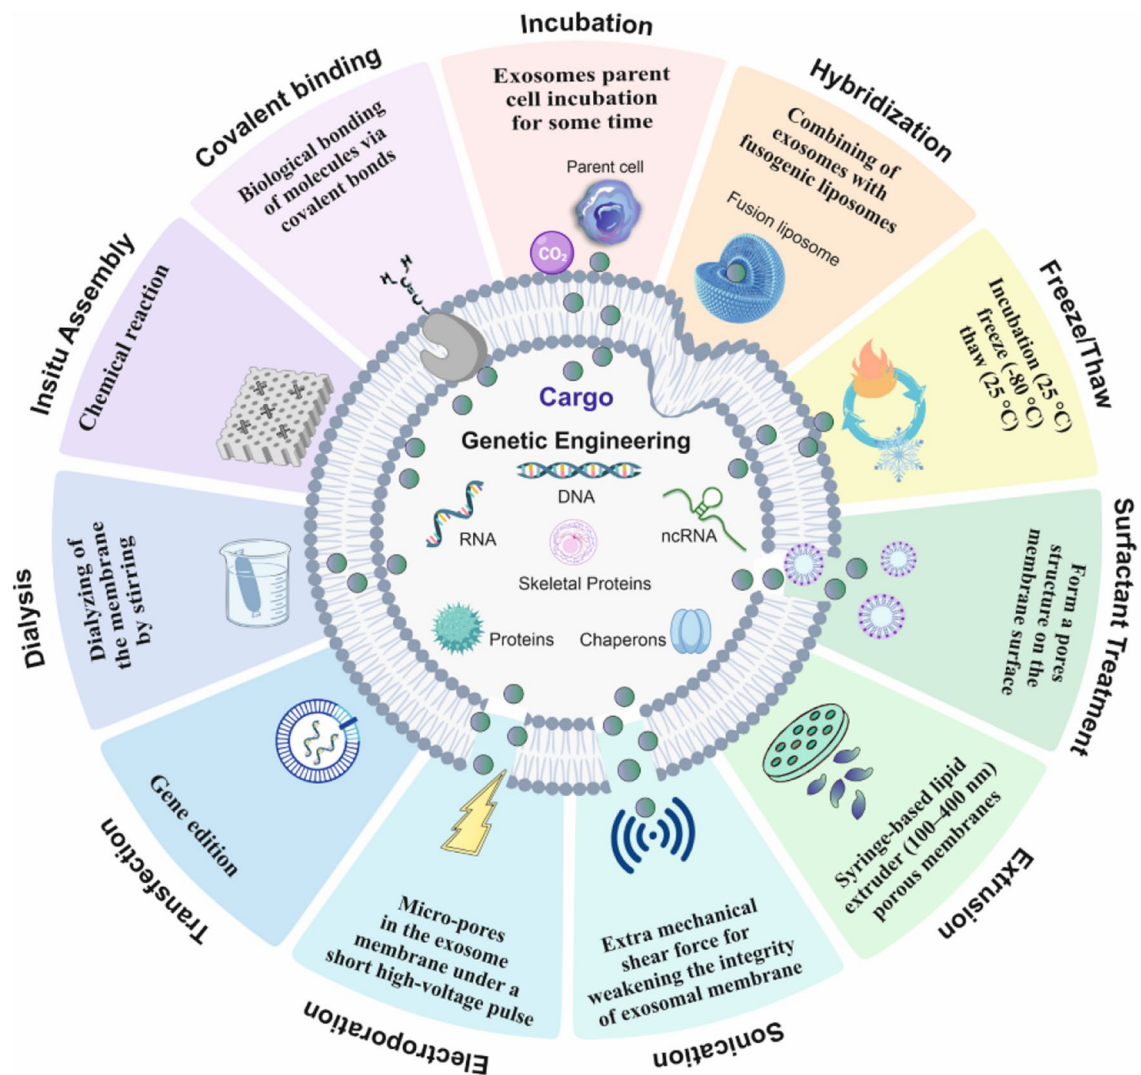 Incubation
Exosomes parent
cell incubation
for some time
Parent cell
CO₂
Hybridization
Combining of
exosomes with
fusogenic liposomes
Fusion liposome
Freeze/Thaw
Incubation (25 °C)
freeze (-80 °C)
thaw (25 °C)
Surfactant Treatment
Form a pores
structure on the
membrane surface
Extrusion
Syringe-based lipid
extruder (100–400 nm)
porous membranes
Sonication
Extra mechanical
shear force for
weakening the integrity
of exosomal membrane
Electroporation
Micro-pores
in the exosome
membrane under a
short high-voltage pulse
Transfection
Gene edition
Dialysis
Dialyzing of
the membrane
by stirring
Insitu Assembly
Chemical reaction
Covalent binding
Biological bonding
of molecules via
covalent bonds
H H
C=C
Cargo
Genetic Engineering
DNA
RNA
ncRNA
Skeletal Proteins
Proteins
Chaperons